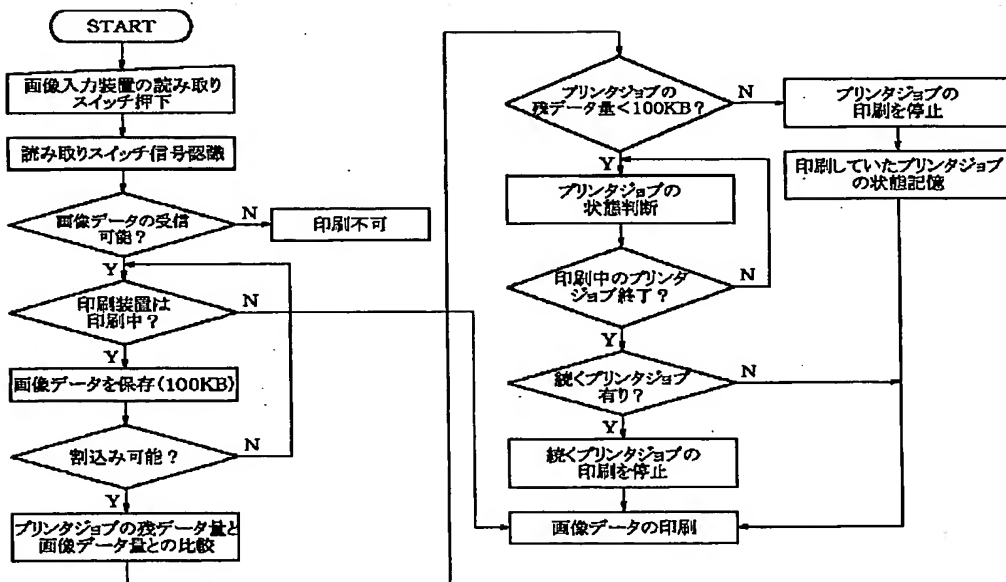 START
画像入力装置の読み取り
スイッチ押下
読み取りスイッチ信号認識
画像データの受信
可能？
N
印刷不可
Y
印刷装置は
印刷中？
N
Y
画像データを保存(100KB)
割込み可能？
N
Y
プリンタジョブの残データ量と
画像データ量との比較
プリンタジョブの
残データ量<100KB？
N
プリンタジョブの
印刷を停止
印刷していたプリンタジョブ
の状態記憶
Y
プリンタジョブの
状態判断
印刷中のプリンタ
ジョブ終了？
N
Y
続くプリンタジョブ
有り？
N
Y
続くプリンタジョブの
印刷を停止
画像データの印刷